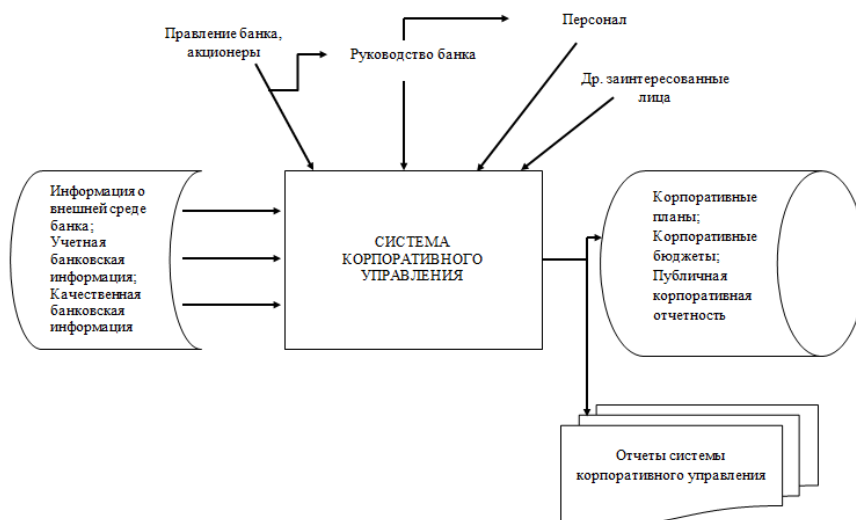 Правление банка,
акционеры
Руководство банка
Персонал
Др. заинтересованные
лица
Информация о
внешней среде
банка;
Учетная
банковская
информация;
Качественная
банковская
информация
СИСТЕМА
КОРПОРАТИВНОГО
УПРАВЛЕНИЯ
Корпоративные
планы;
Корпоративные
бюджеты;
Публичная
корпоративная
отчетность
Отчеты системы
корпоративного управления